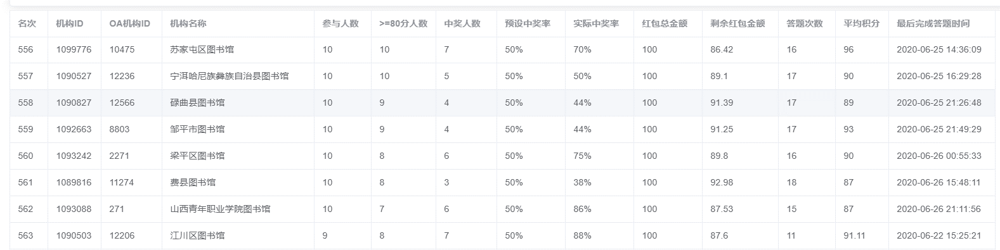 名次 机构ID OA机构ID 机构名称 参与人数 >=80分人数 中奖人数 预设中奖率 实际中奖率 红包总金额 剩余红包金额 答题次数 平均积分 最后完成答题时间
556 1099776 10475 苏家屯区图书馆 10 10 7 50% 70% 100 86.42 16 96 2020-06-25 14:36:09
557 1090527 12236 宁洱哈尼族彝族自治县图书馆 10 10 5 50% 50% 100 89.1 17 90 2020-06-25 16:29:28
558 1090827 12566 碌曲县图书馆 10 9 4 50% 44% 100 91.39 17 89 2020-06-25 21:26:48
559 1092663 8803 邹平市图书馆 10 9 4 50% 44% 100 91.25 17 93 2020-06-25 21:49:29
560 1093242 2271 梁平区图书馆 10 8 6 50% 75% 100 89.8 16 90 2020-06-26 00:55:33
561 1089816 11274 费县图书馆 10 8 3 50% 38% 100 92.98 18 87 2020-06-26 15:48:11
562 1093088 271 山西青年职业学院图书馆 10 7 6 50% 86% 100 87.53 15 87 2020-06-26 21:11:56
563 1090503 12206 江川区图书馆 9 8 7 50% 88% 100 87.6 11 91.11 2020-06-22 15:25:21